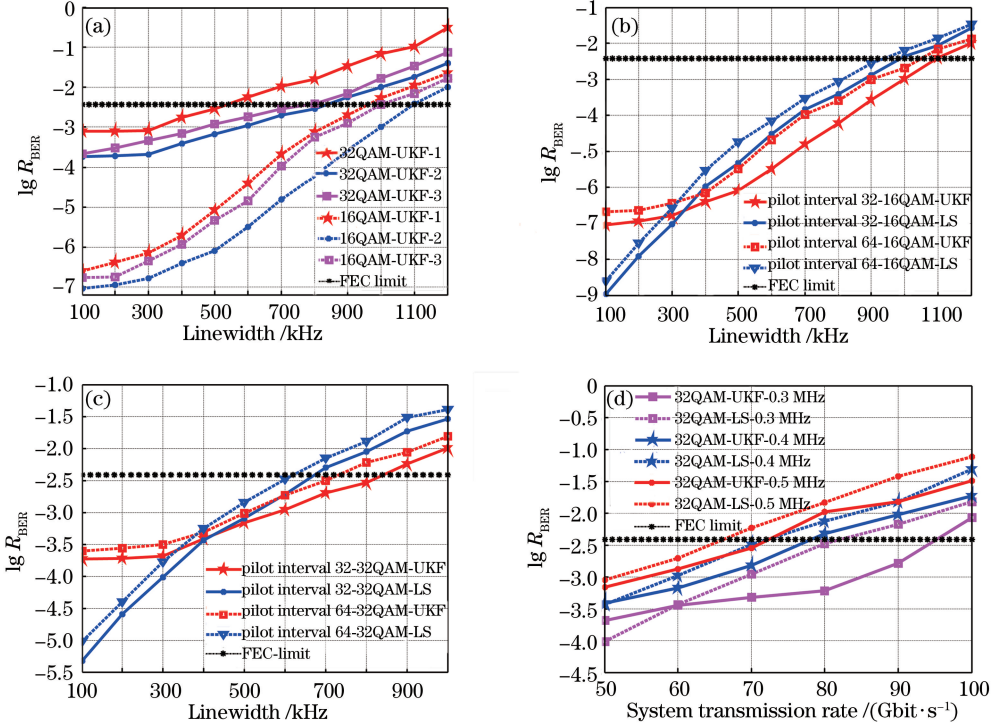 (a)
0
−1
−2
−3
−4
−5
−6
−7
lg R_BER
32QAM-UKF-1
32QAM-UKF-2
32QAM-UKF-3
16QAM-UKF-1
16QAM-UKF-2
16QAM-UKF-3
FEC limit
100 300 500 700 900 1100
Linewidth /kHz
(b)
−1
−2
−3
−4
−5
−6
−7
−8
−9
lg R_BER
pilot interval 32-16QAM-UKF
pilot interval 32-16QAM-LS
pilot interval 64-16QAM-UKF
pilot interval 64-16QAM-LS
FEC limit
100 300 500 700 900 1100
Linewidth /kHz
(c)
−1.0
−1.5
−2.0
−2.5
−3.0
−3.5
−4.0
−4.5
−5.0
−5.5
lg R_BER
pilot interval 32-32QAM-UKF
pilot interval 32-32QAM-LS
pilot interval 64-32QAM-UKF
pilot interval 64-32QAM-LS
FEC-limit
100 300 500 700 900
Linewidth /kHz
(d)
0
−0.5
−1.0
−1.5
−2.0
−2.5
−3.0
−3.5
−4.0
−4.5
lg R_BER
32QAM-UKF-0.3 MHz
32QAM-LS-0.3 MHz
32QAM-UKF-0.4 MHz
32QAM-LS-0.4 MHz
32QAM-UKF-0.5 MHz
32QAM-LS-0.5 MHz
FEC limit
50 60 70 80 90 100
System transmission rate /(Gbit·s⁻¹)